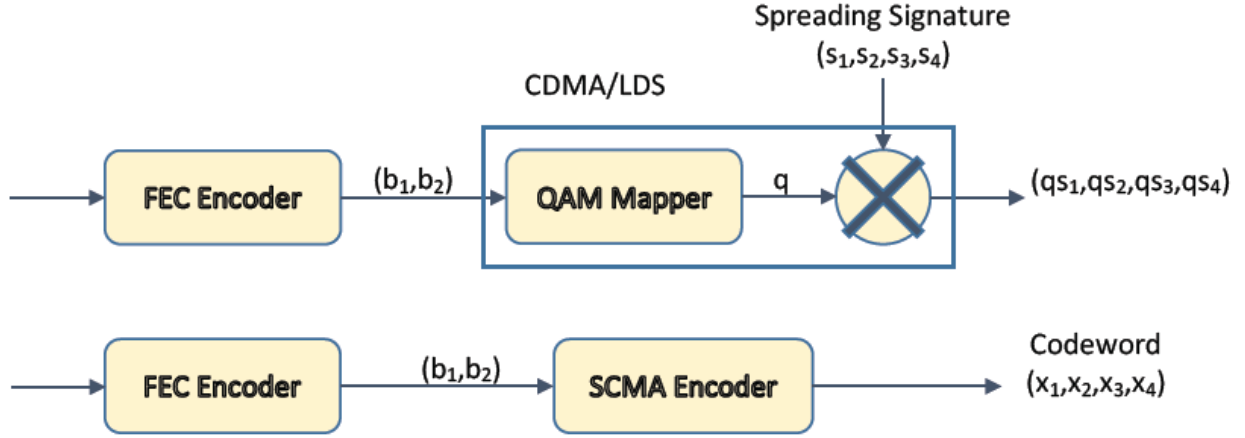 Spreading Signature
(s₁,s₂,s₃,s₄)
CDMA/LDS
FEC Encoder
(b₁,b₂)
QAM Mapper
q
(qs₁,qs₂,qs₃,qs₄)
FEC Encoder
(b₁,b₂)
SCMA Encoder
Codeword
(x₁,x₂,x₃,x₄)